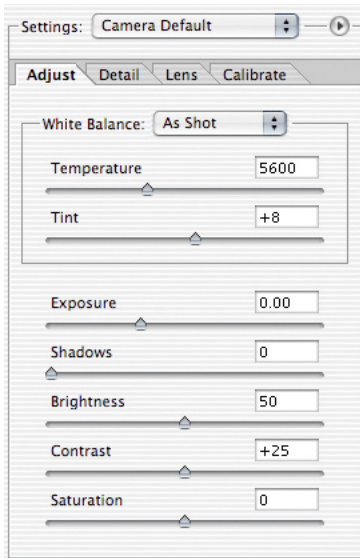 Settings: Camera Default
Adjust Detail Lens Calibrate
White Balance: As Shot
Temperature 5600
Tint +8
Exposure 0.00
Shadows 0
Brightness 50
Contrast +25
Saturation 0